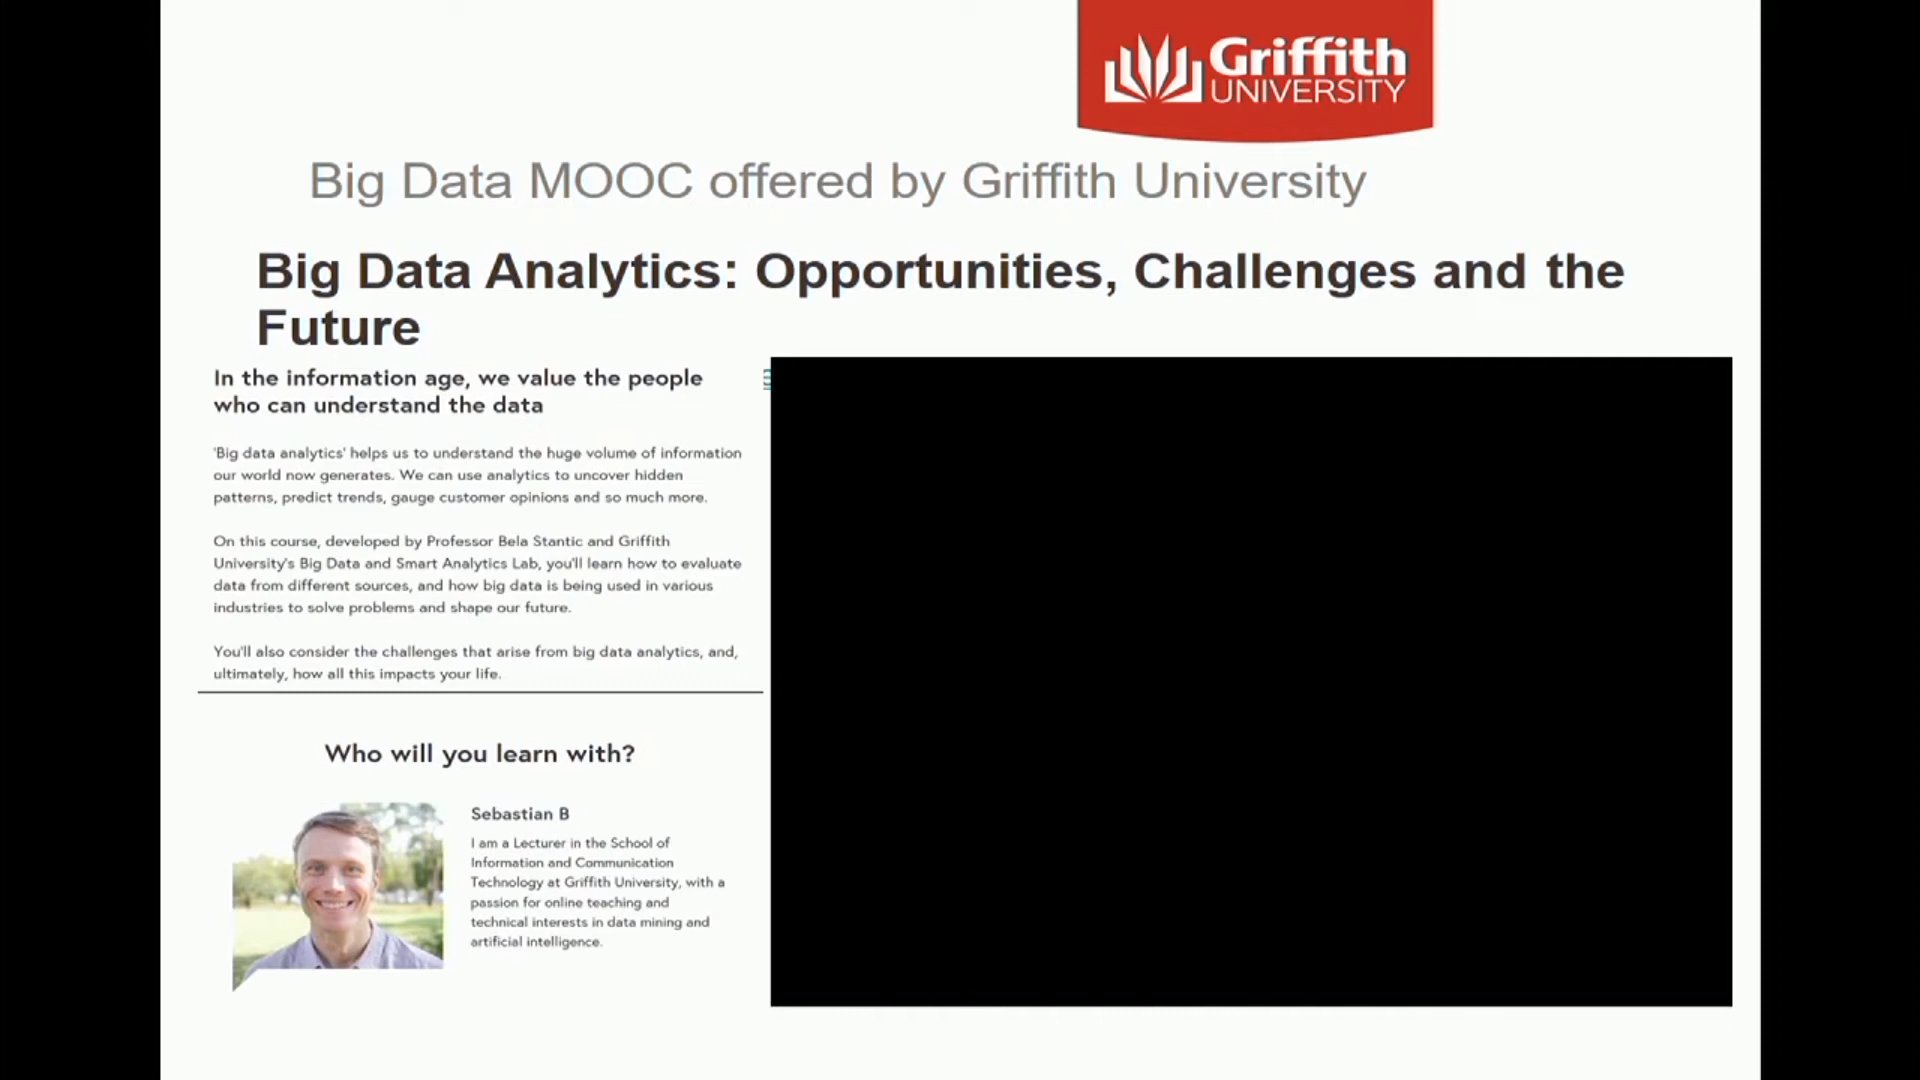 Griffith
UNIVERSITY
Big Data MOOC offered by Griffith University
Big Data Analytics: Opportunities, Challenges and the
Future
In the information age, we value the people
who can understand the data
'Big data analytics' helps us to understand the huge volume of information
our world now generates. We can use analytics to uncover hidden
patterns, predict trends, gauge customer opinions and so much more.
On this course, developed by Professor Bela Stantic and Griffith
University's Big Data and Smart Analytics Lab, you'll learn how to evaluate
data from different sources, and how big data is being used in various
industries to solve problems and shape our future.
You'll also consider the challenges that arise from big data analytics, and,
ultimately, how all this impacts your life.
Who will you learn with?
Sebastian B
I am a Lecturer in the School of
Information and Communication
Technology at Griffith University, with a
passion for online teaching and
technical interests in data mining and
artificial intelligence.